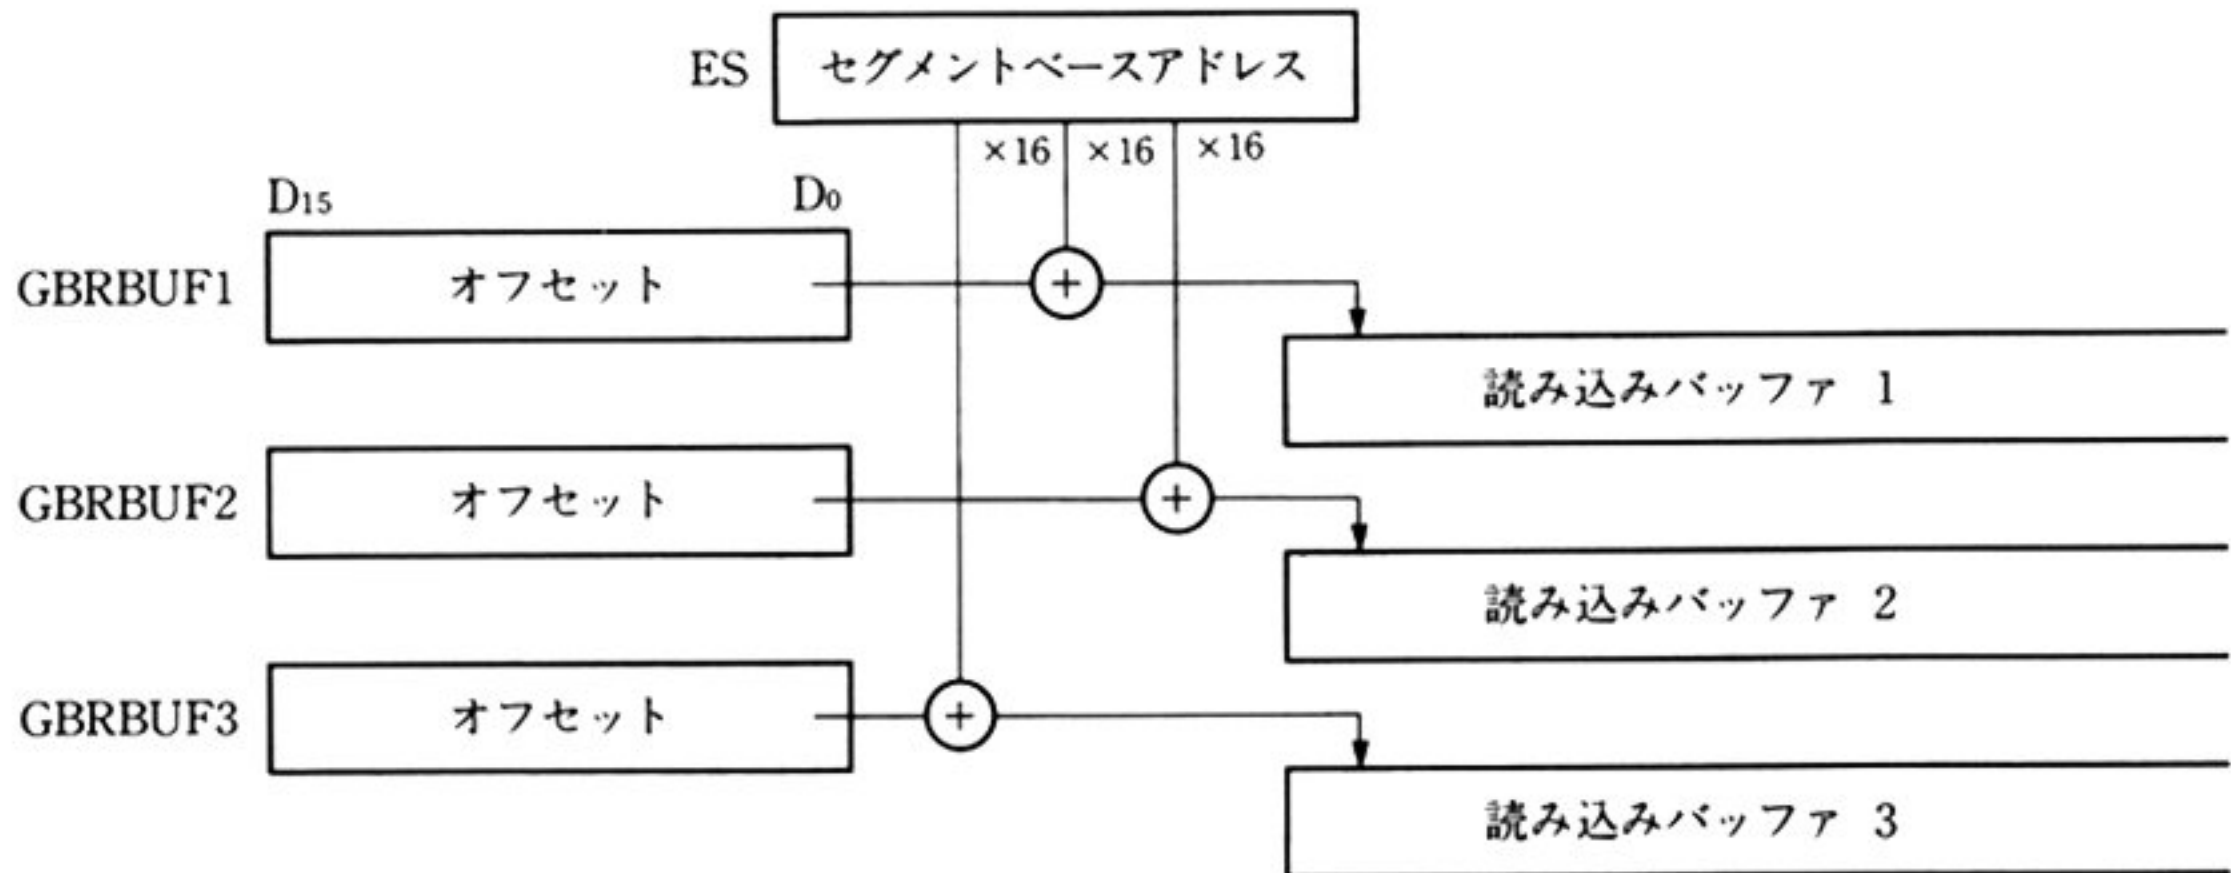 ES セグメントベースアドレス
×16 ×16 ×16
D15 D0
GBRBUF1 オフセット
+
読み込みバッファ 1
GBRBUF2 オフセット
+
読み込みバッファ 2
GBRBUF3 オフセット
+
読み込みバッファ 3